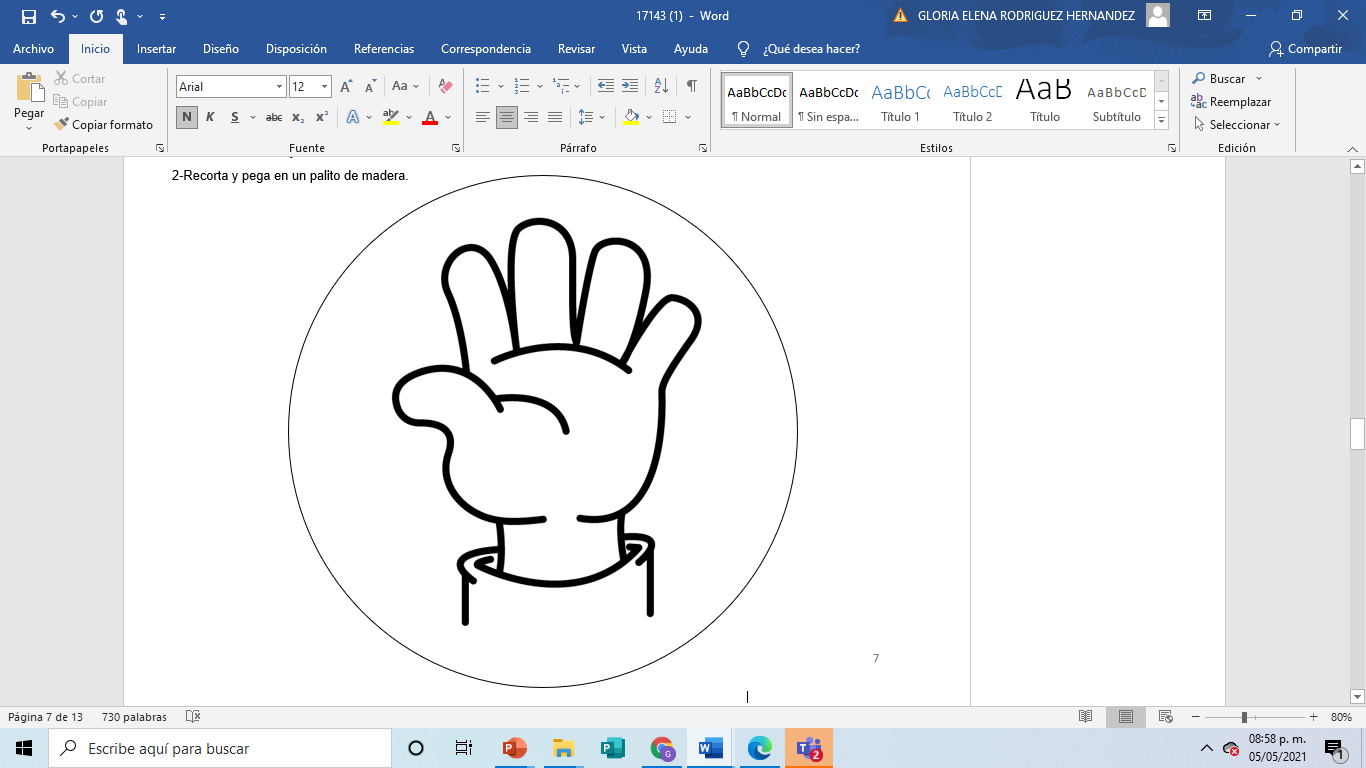 17143 (1) - Word
GLORIA ELENA RODRIGUEZ HERNANDEZ
Archivo Inicio Insertar Diseño Disposición Referencias Correspondencia Revisar Vista Ayuda ¿Qué desea hacer? Compartir
Pegar
Cortar
Copiar
Copiar formato
Portapapeles
Arial 12
N K S abc x₂ x²
Fuente
Párrafo
AaBbCcDc AaBbCcDc AaBbCc AaBbCcD AaB AaBbCcD
¶ Normal ¶ Sin espa... Título 1 Título 2 Título Subtítulo
Estilos
Buscar
Reemplazar
Seleccionar
Edición
2-Recorta y pega en un palito de madera.
7
Página 7 de 13 730 palabras 80%
Escribe aquí para buscar
08:58 p. m.
05/05/2021